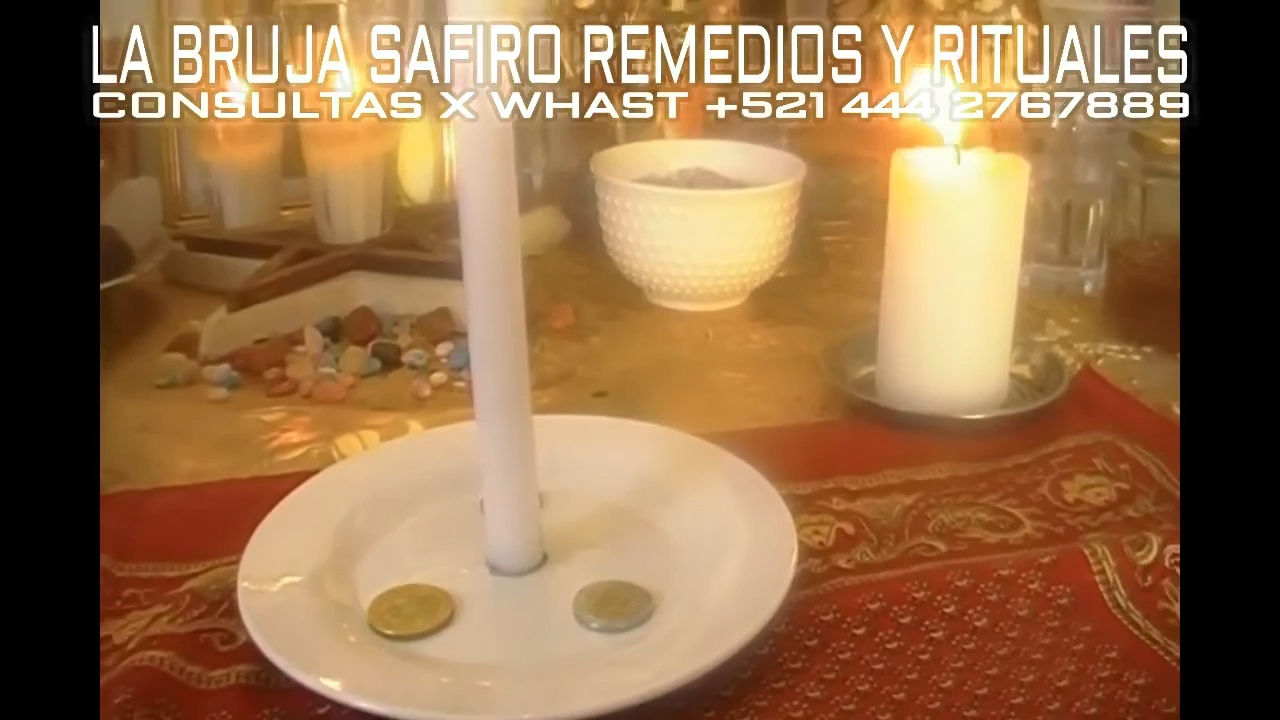 LA BRUJA SAFIRO REMEDIOS Y RITUALES
CONSULTAS X WHAST +521 444 2767889